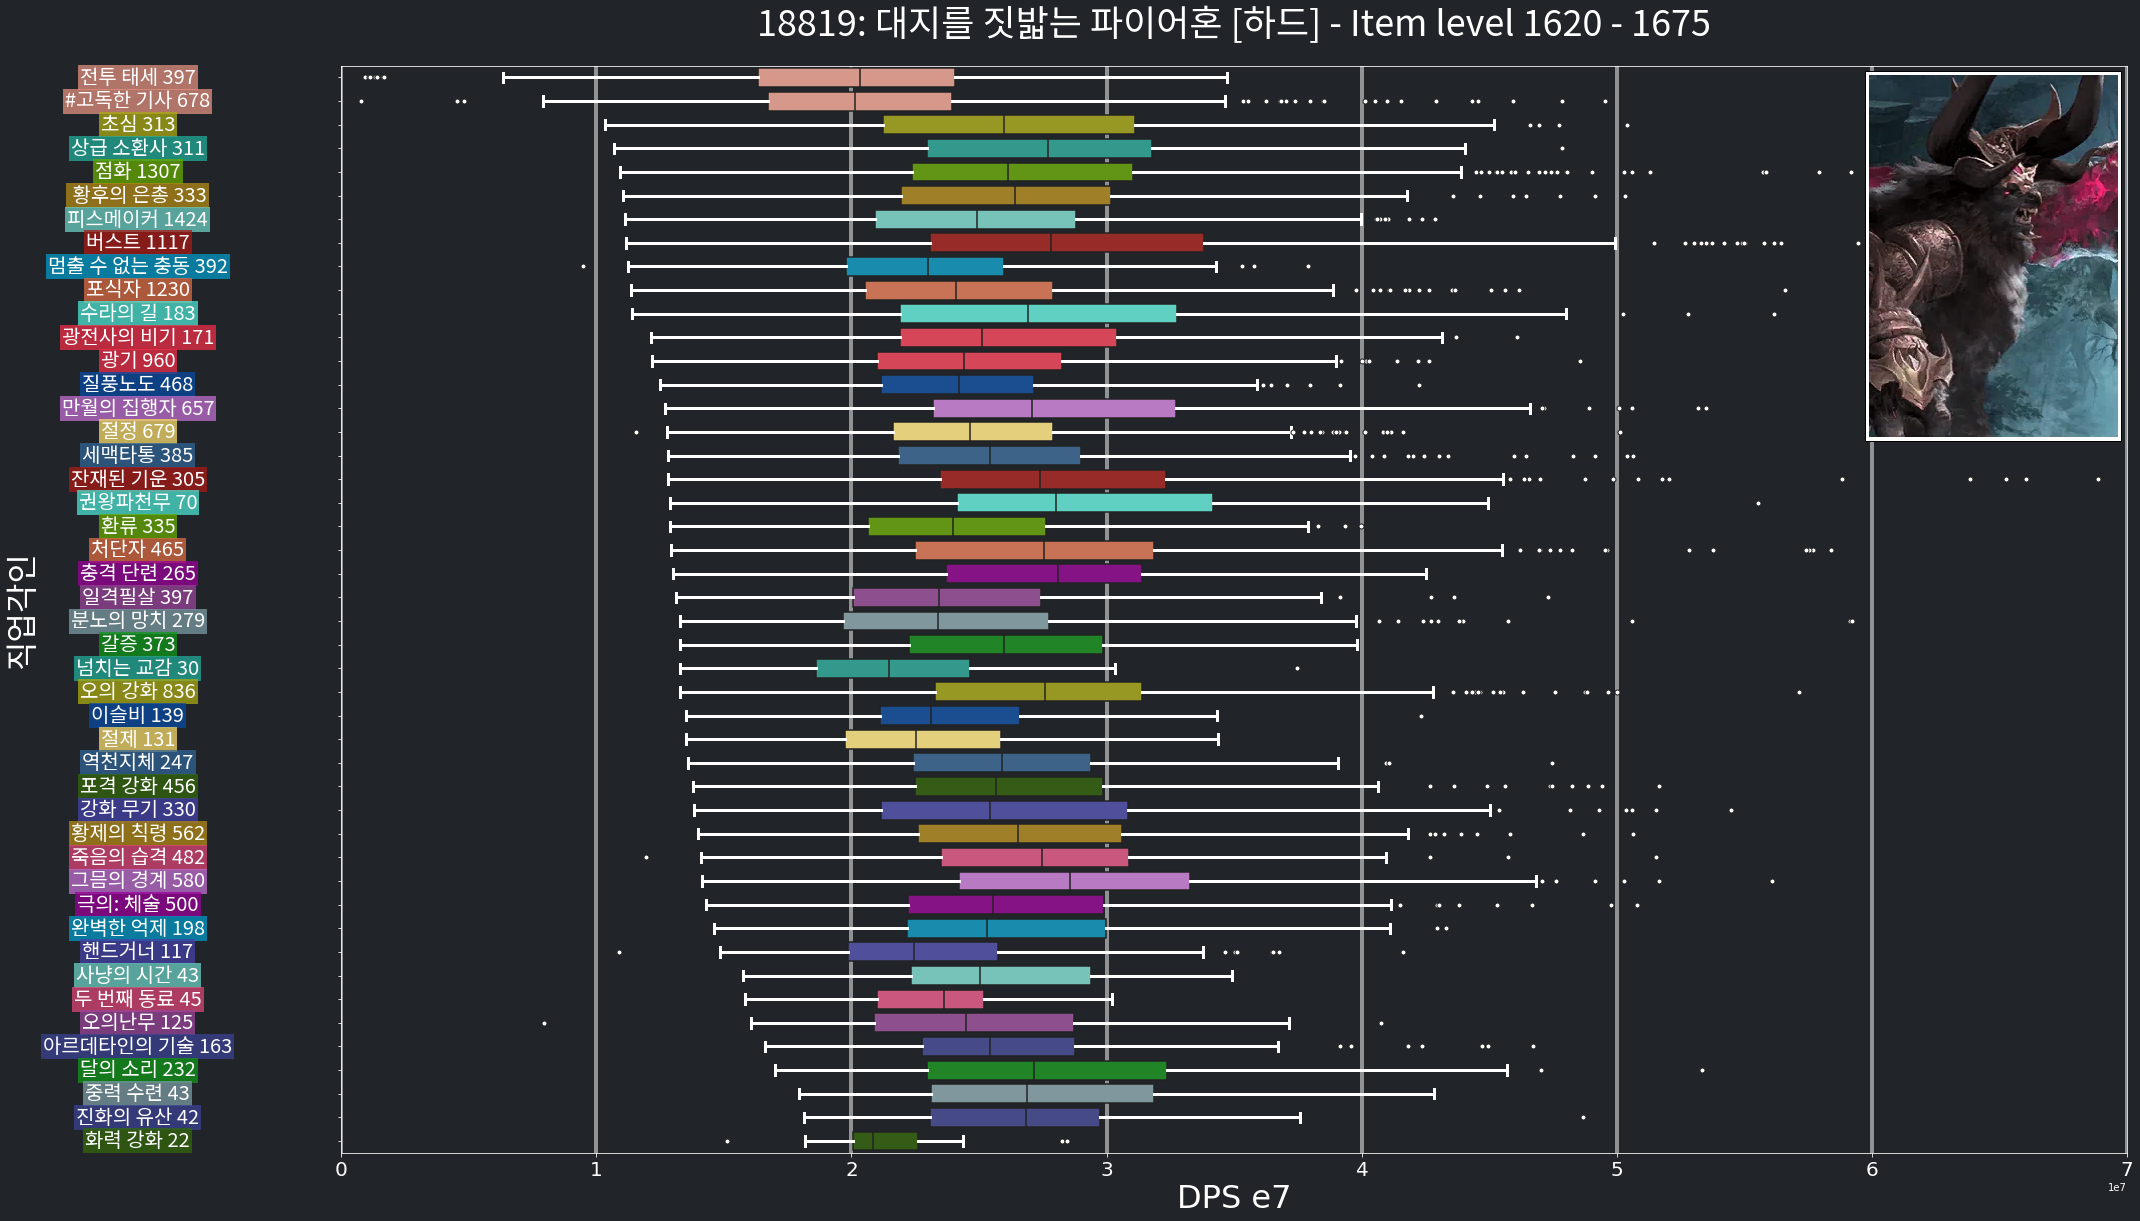 18819: 대지를 짓밟는 파이어혼 [하드] - Item level 1620 - 1675
전투 태세 397
#고독한 기사 678
초심 313
상급 소환사 311
점화 1307
황후의 은총 333
피스메이커 1424
버스트 1117
멈출 수 없는 충동 392
포식자 1230
수라의 길 183
광전사의 비기 171
광기 960
질풍노도 468
만월의 집행자 657
절정 679
세맥타통 385
잔재된 기운 305
권왕파천무 70
환류 335
처단자 465
충격 단련 265
일격필살 397
분노의 망치 279
갈증 373
넘치는 교감 30
오의 강화 836
이슬비 139
절제 131
역천지체 247
포격 강화 456
강화 무기 330
황제의 칙령 562
죽음의 습격 482
그믐의 경계 580
극의: 체술 500
완벽한 억제 198
핸드거너 117
사냥의 시간 43
두 번째 동료 45
오의난무 125
아르데타인의 기술 163
달의 소리 232
중력 수련 43
진화의 유산 42
화력 강화 22
직업각인
0 1 2 3 4 5 6 7
1e7
DPS e7